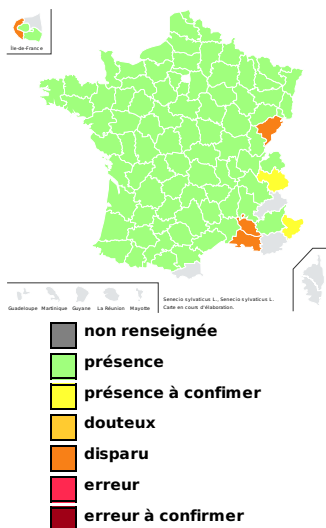 Île-de-France
Guadeloupe Martinique Guyane La Réunion Mayotte
Senecio sylvaticus L., Senecio sylvaticus L.
Carte en cours d'élaboration.
non renseignée
présence
présence à confimer
douteux
disparu
erreur
erreur à confirmer